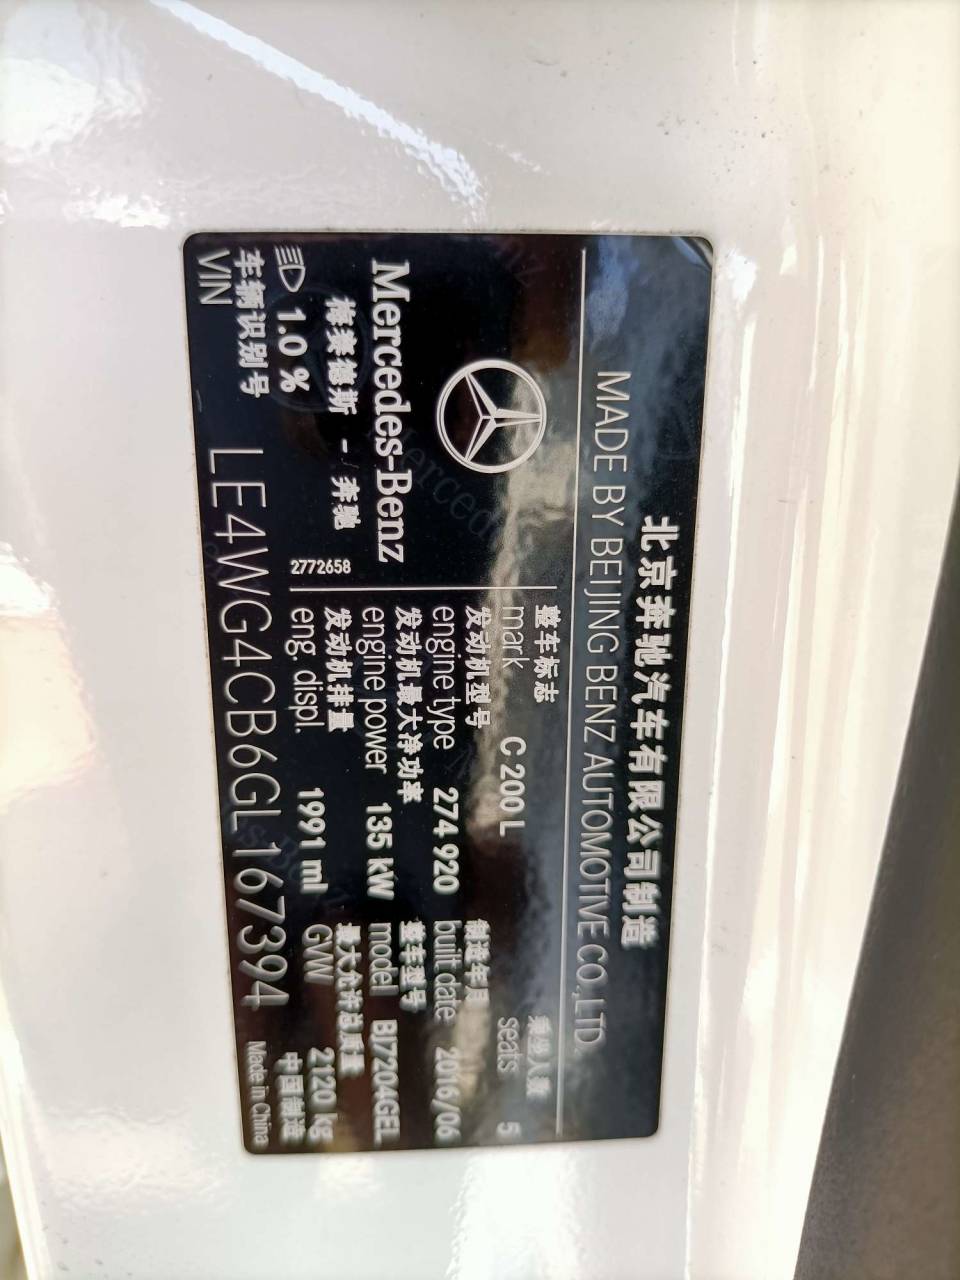 北京奔驰汽车有限公司制造
MADE BY BEIJING BENZ AUTOMOTIVE CO.,LTD.
Mercedes-Benz
梅赛德斯 - 奔驰
1.0 %
2772658
整车标志
mark C 200 L
乘坐人数
seats 5
发动机型号
engine type 274 920
制造年月
built date 2016/06
发动机最大净功率
engine power 135 kW
整车型号
model BJ7204GEL
发动机排量
eng. displ. 1991 ml
最大允许总质量
GVW 2120 kg
车辆识别号
VIN LE4WG4CB6GL167394
中国制造
Made in China